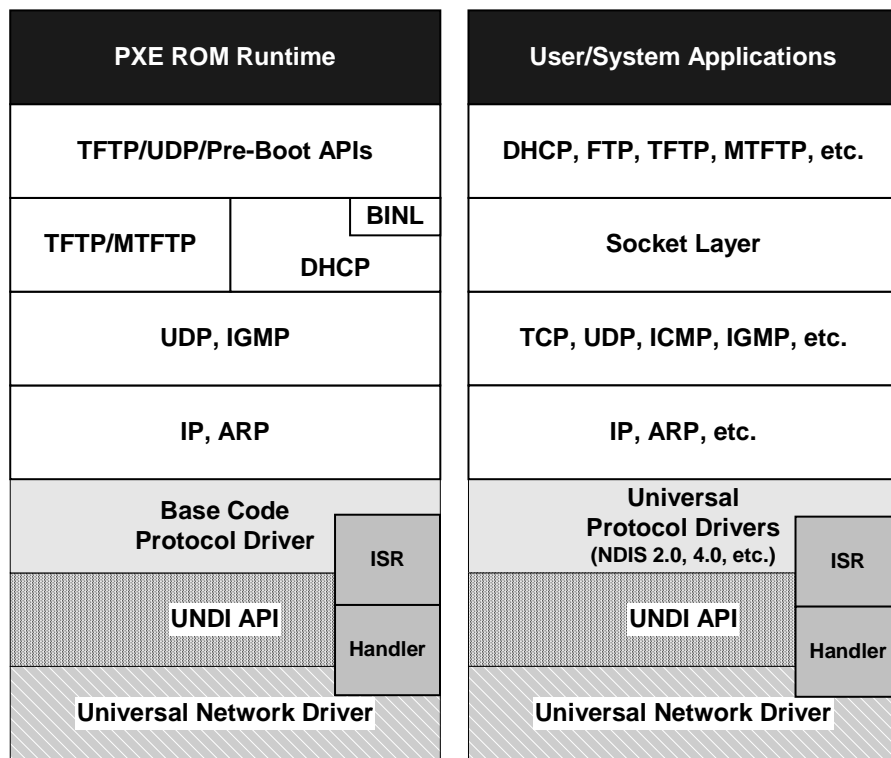 PXE ROM Runtime
TFTP/UDP/Pre-Boot APIs
TFTP/MTFTP
BINL
DHCP
UDP, IGMP
IP, ARP
Base Code
Protocol Driver
ISR
UNDI API
Handler
Universal Network Driver
User/System Applications
DHCP, FTP, TFTP, MTFTP, etc.
Socket Layer
TCP, UDP, ICMP, IGMP, etc.
IP, ARP, etc.
Universal
Protocol Drivers
(NDIS 2.0, 4.0, etc.)
ISR
UNDI API
Handler
Universal Network Driver